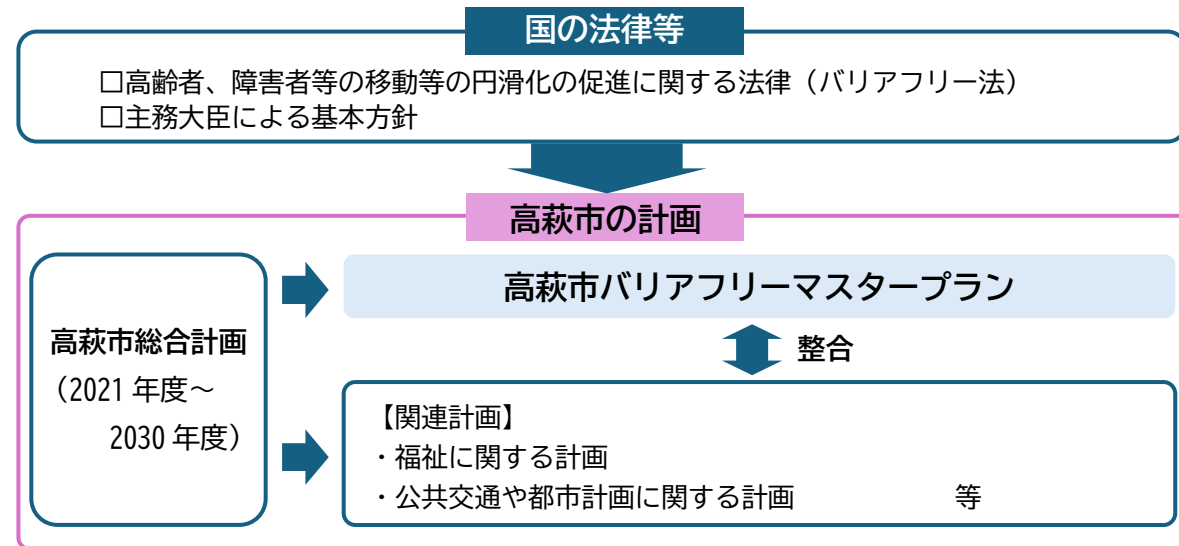 国の法律等
□高齢者、障害者等の移動等の円滑化の促進に関する法律（バリアフリー法）
□主務大臣による基本方針
高萩市の計画
高萩市総合計画
（2021 年度～
2030 年度）
高萩市バリアフリーマスタープラン
整合
【関連計画】
・福祉に関する計画
・公共交通や都市計画に関する計画 等